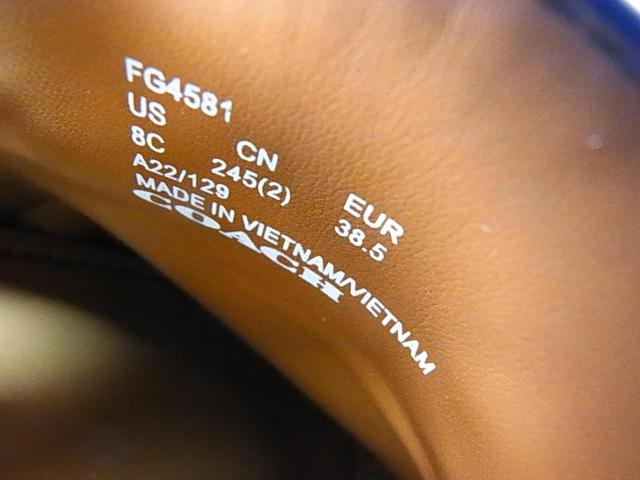 FG4581
US CN EUR
8C 245(2) 38.5
A22/129
MADE IN VIETNAM/VIETNAM
COACH